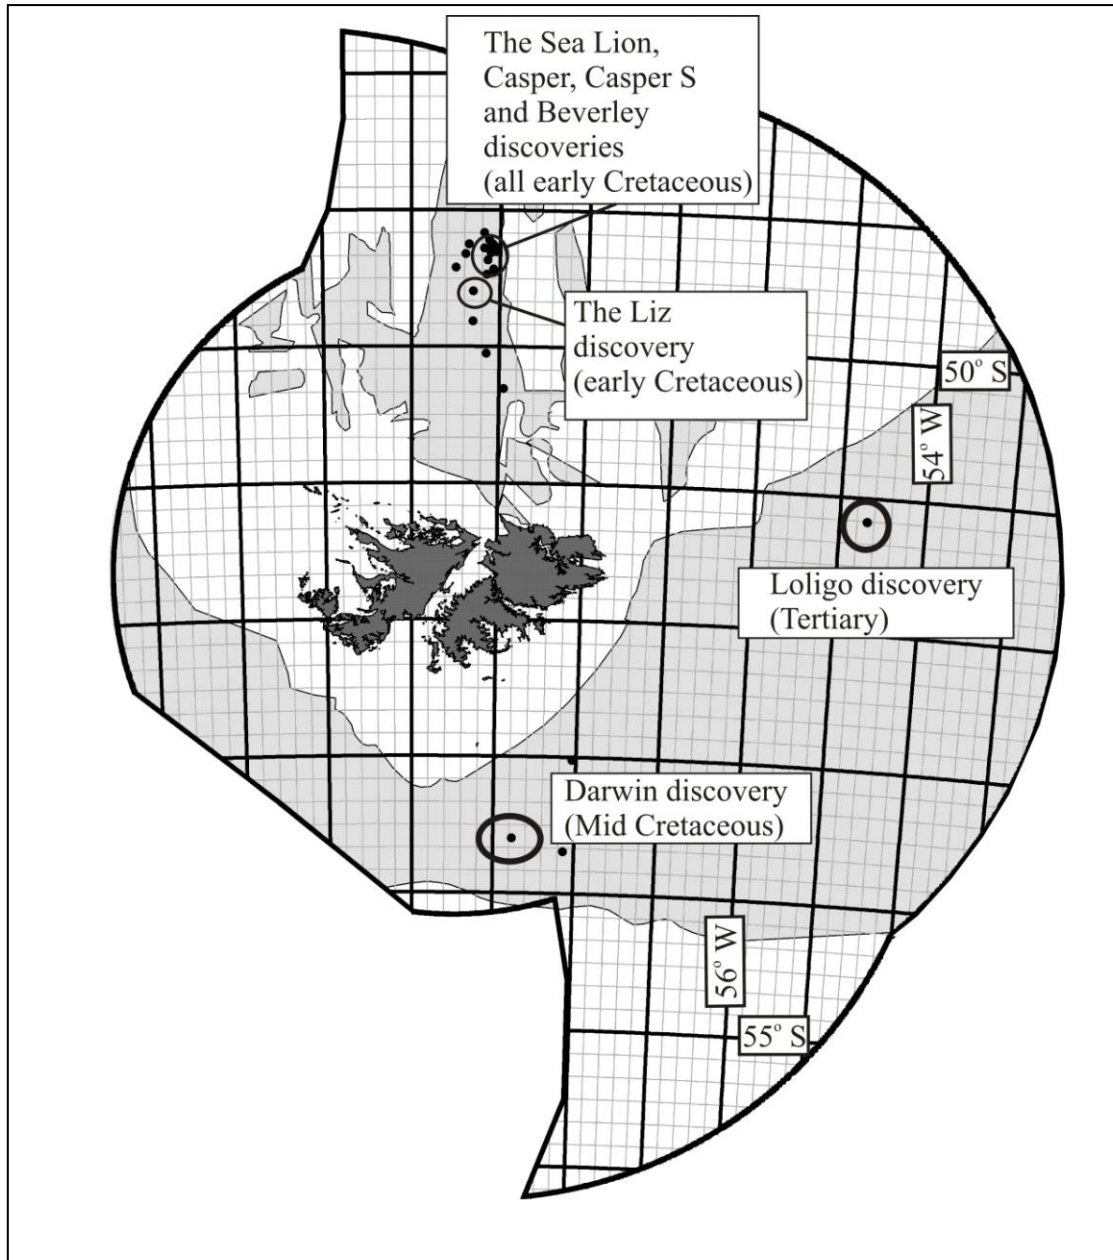 The Sea Lion,
Casper, Casper S
and Beverley
discoveries
(all early Cretaceous)
The Liz
discovery
(early Cretaceous)
50° S
54° W
Loligo discovery
(Tertiary)
Darwin discovery
(Mid Cretaceous)
56° W
55° S